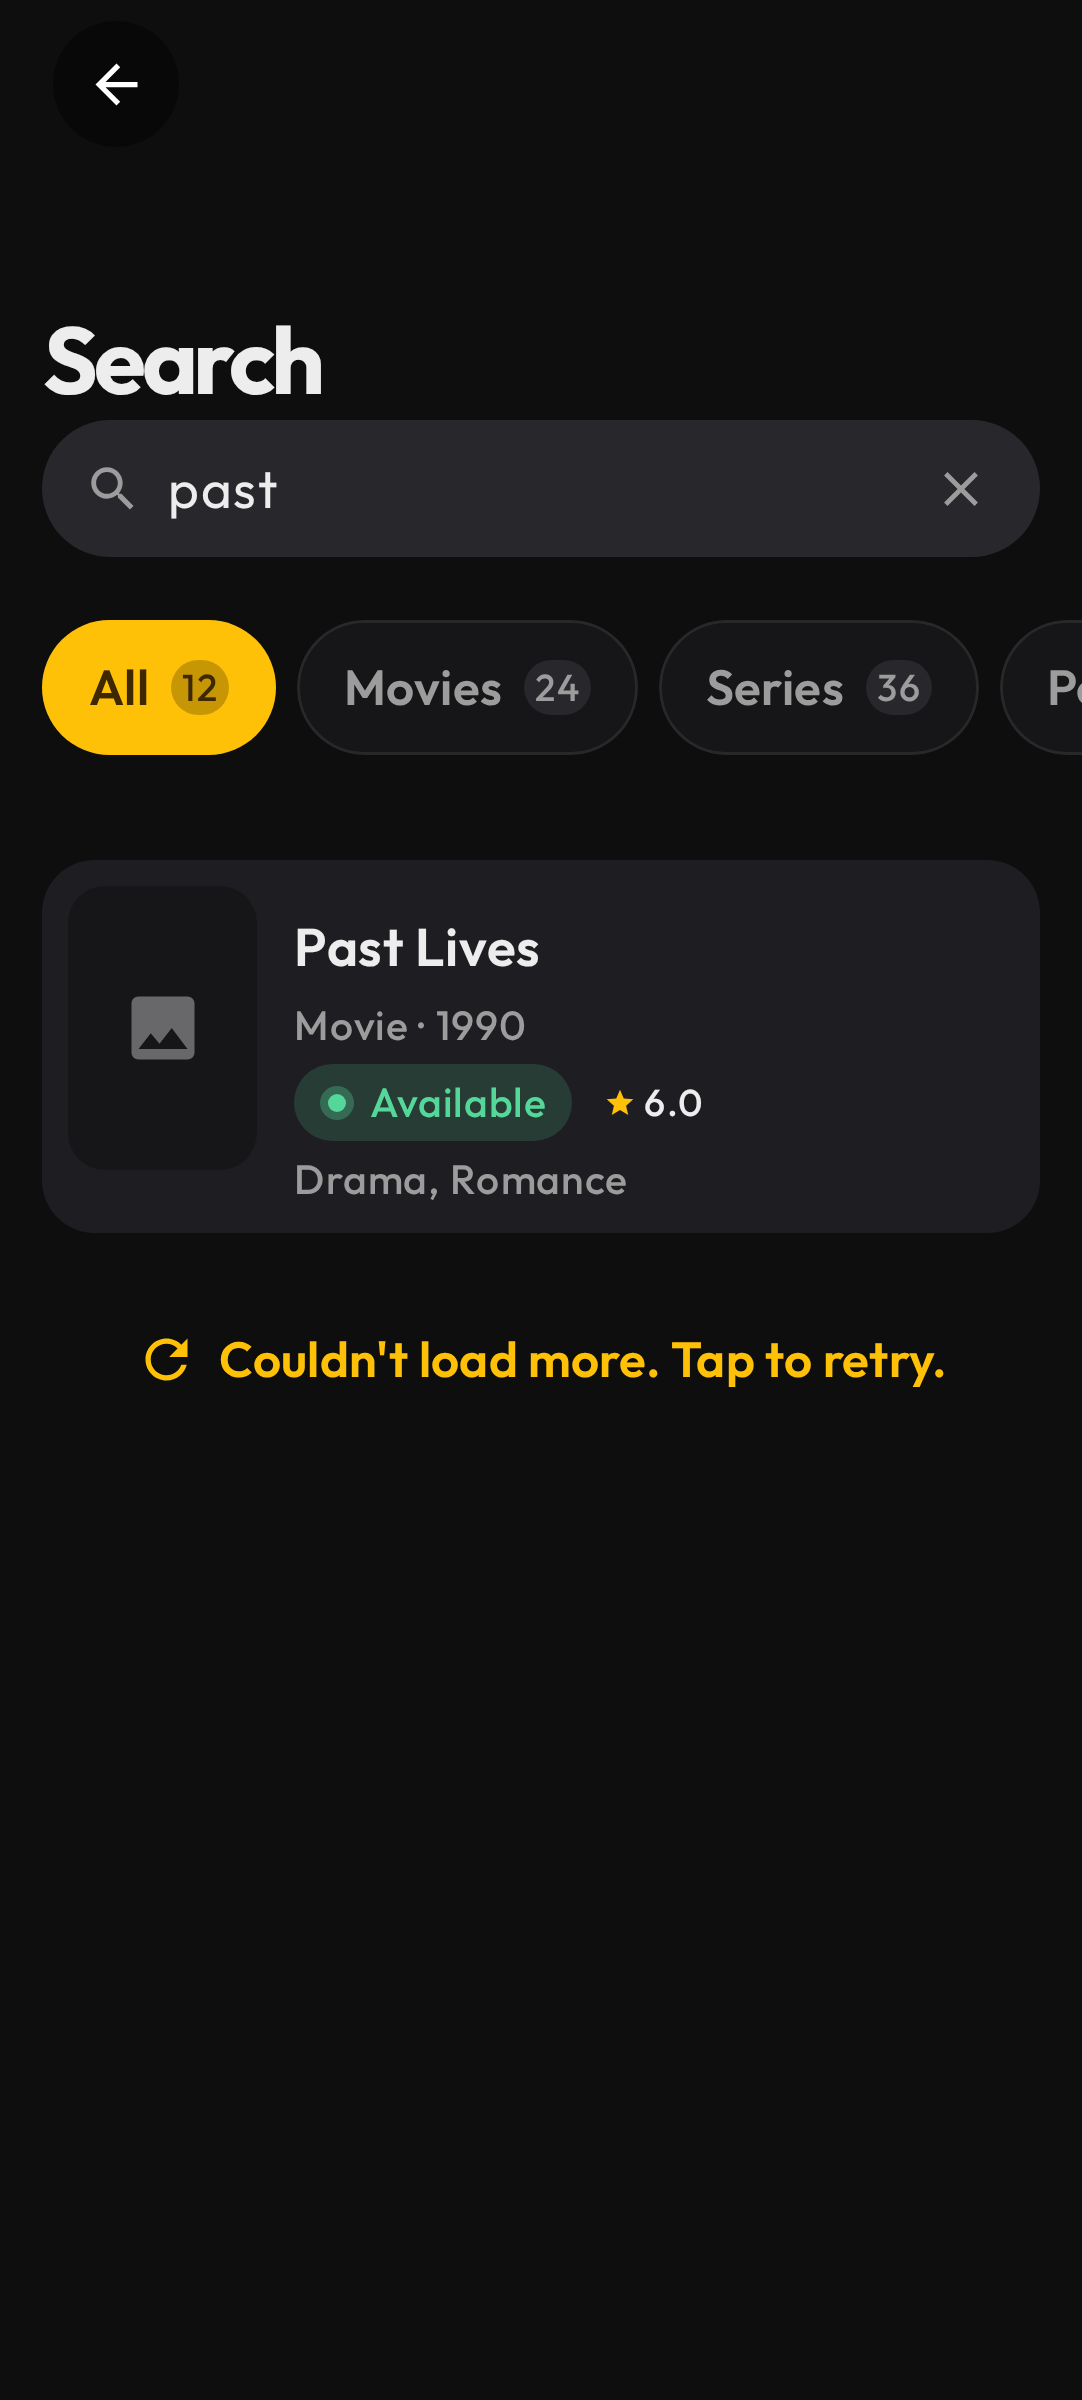 Search
past
All 12 Movies 24 Series 36
Past Lives
Movie · 1990
Available 6.0
Drama, Romance
Couldn't load more. Tap to retry.